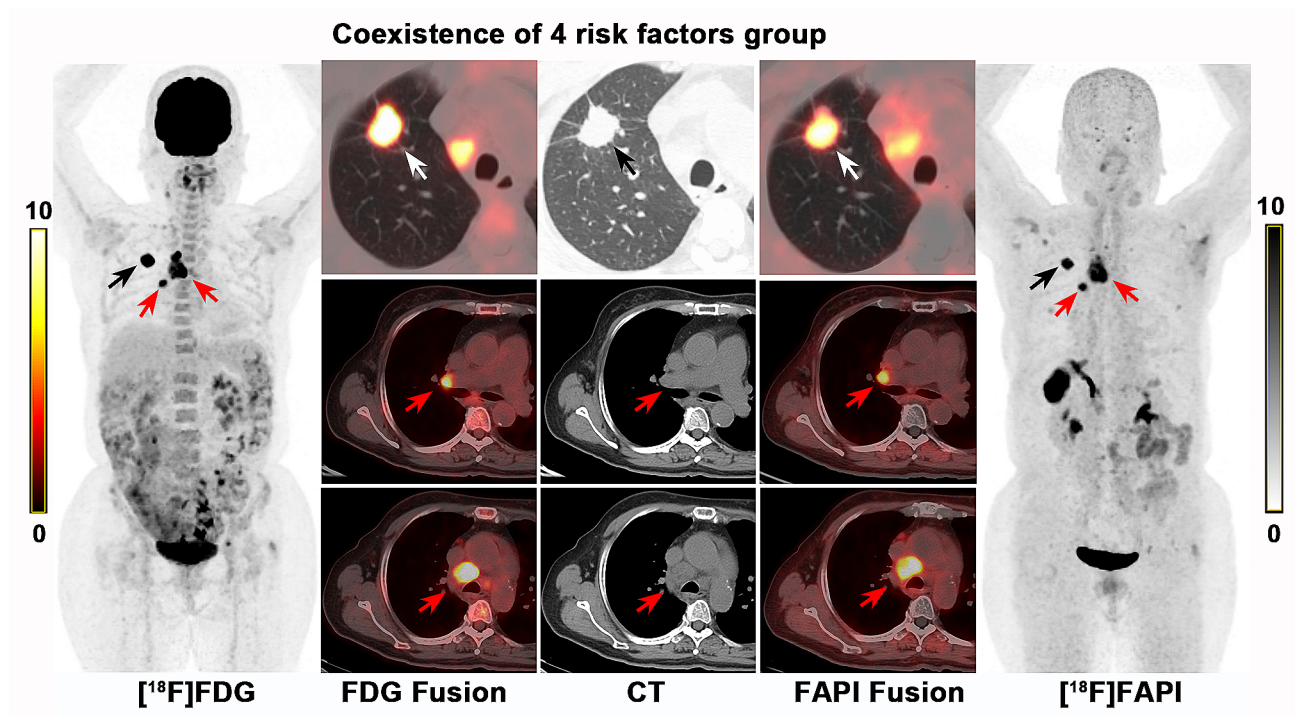 Coexistence of 4 risk factors group
10
0
10
0
[¹⁸F]FDG
FDG Fusion
CT
FAPI Fusion
[¹⁸F]FAPI